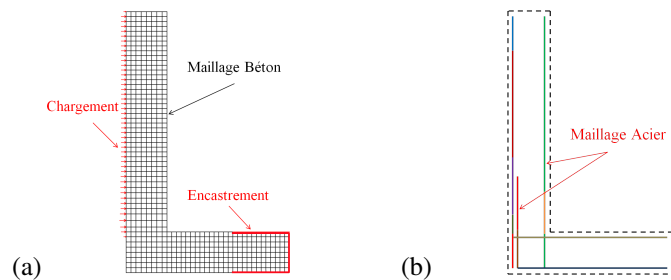 Maillage Béton
Chargement
Encastrement
(a)
Maillage Acier
(b)